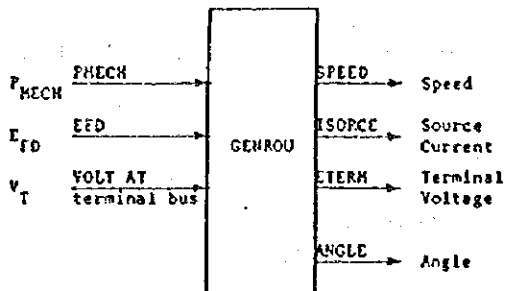 P_MECH PMECH SPEED Speed
E_FD EFD ISORCE Source
Current
GENROU
V_T VOLT AT ETERM Terminal
terminal bus Voltage
ANGLE Angle